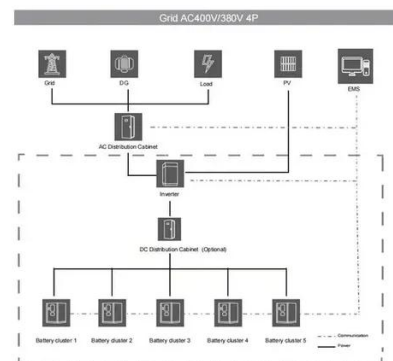 Grid AC400V/380V 4P
Grid
DG
Load
PV
EMS
AC Distribution Cabinet
Inverter
DC Distribution Cabinet (Optional)
Battery cluster 1
Battery cluster 2
Battery cluster 3
Battery cluster 4
Battery cluster 5
Communication
Power